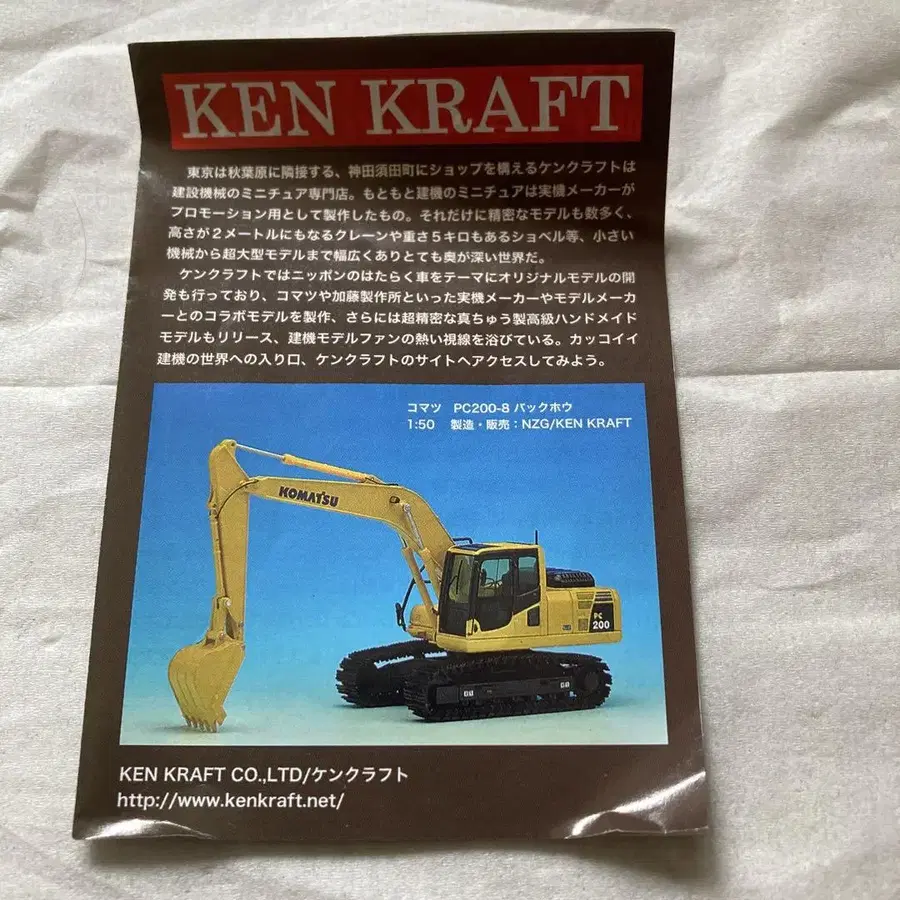 KEN KRAFT
東京は秋葉原に隣接する、神田須田町にショップを構えるケンクラフトは
建設機械のミニチュア専門店。もともと建機のミニチュアは実機メーカーが
プロモーション用として製作したもの。それだけに精密なモデルも数多く、
高さが2メートルにもなるクレーンや重さ5キロもあるショベル等、小さい
機械から超大型モデルまで幅広くありとても奥が深い世界だ。
ケンクラフトではニッポンのはたらく車をテーマにオリジナルモデルの開
発も行っており、コマツや加藤製作所といった実機メーカーやモデルメーカ
ーとのコラボモデルを製作、さらには超精密な真ちゅう製高級ハンドメイド
モデルもリリース、建機モデルファンの熱い視線を浴びている。カッコイイ
建機の世界への入り口、ケンクラフトのサイトへアクセスしてみよう。
コマツ PC200-8 バックホウ
1:50 製造・販売:NZG/KEN KRAFT
KOMATSU
PC
200
KEN KRAFT CO.,LTD/ケンクラフト
http://www.kenkraft.net/